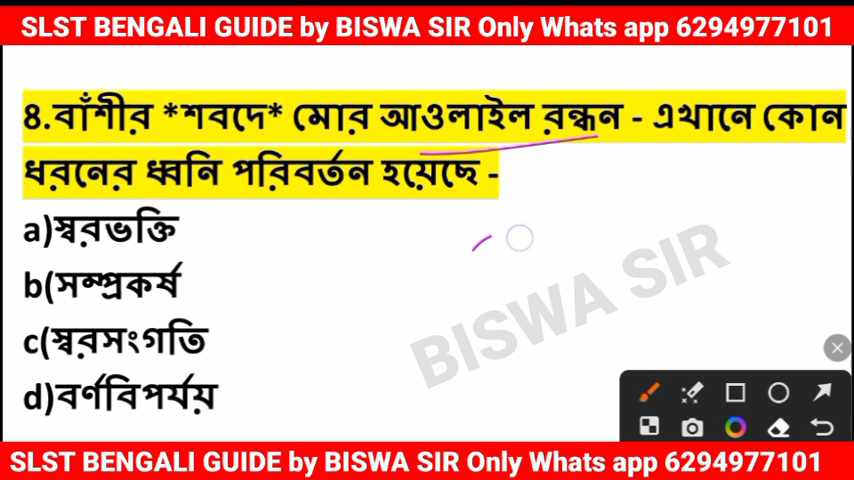 SLST BENGALI GUIDE by BISWA SIR Only Whats app 6294977101
8.বাঁশীর *শবদে* মোর আওলাইল রন্ধন - এখানে কোন
ধরনের ধ্বনি পরিবর্তন হয়েছে -
a)স্বরভক্তি
b(সম্প্রকর্ষ
c(স্বরসংগতি
d)বর্ণবিপর্যয়
BISWA SIR
SLST BENGALI GUIDE by BISWA SIR Only Whats app 6294977101